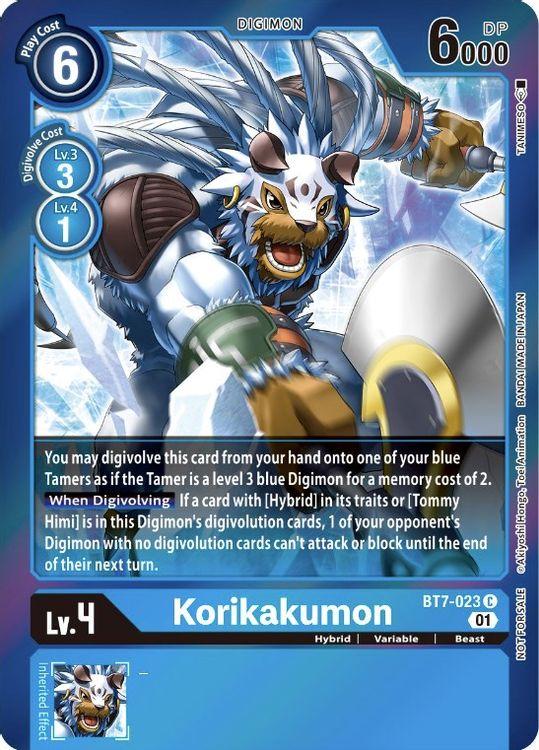 DIGIMON
Play Cost
6
6000
DP
Digivolve Cost
Lv.3
3
Lv.4
1
TANIMESO
You may digivolve this card from your hand onto one of your blue
Tamers as if the Tamer is a level 3 blue Digimon for a memory cost of 2.
When Digivolving If a card with [Hybrid] in its traits or [Tommy
Himi] is in this Digimon's digivolution cards, 1 of your opponent's
Digimon with no digivolution cards can't attack or block until the end
of their next turn.
©Akiyoshi Hongo, Toei Animation BANDAI MADE IN JAPAN
NOT FOR SALE
Lv.4
Korikakumon
BT7-023 C
01
Hybrid | Variable | Beast
Inherited Effect
–